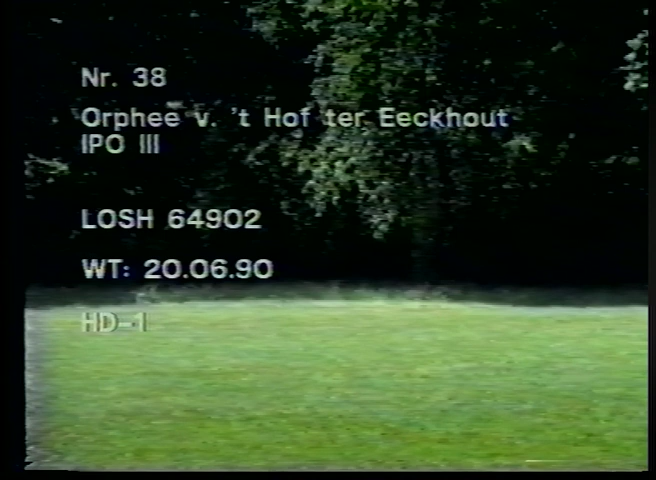 Nr. 38
Orphee v. 't Hof ter Eeckhout
IPO III
LOSH 64902
WT: 20.06.90
HD-1